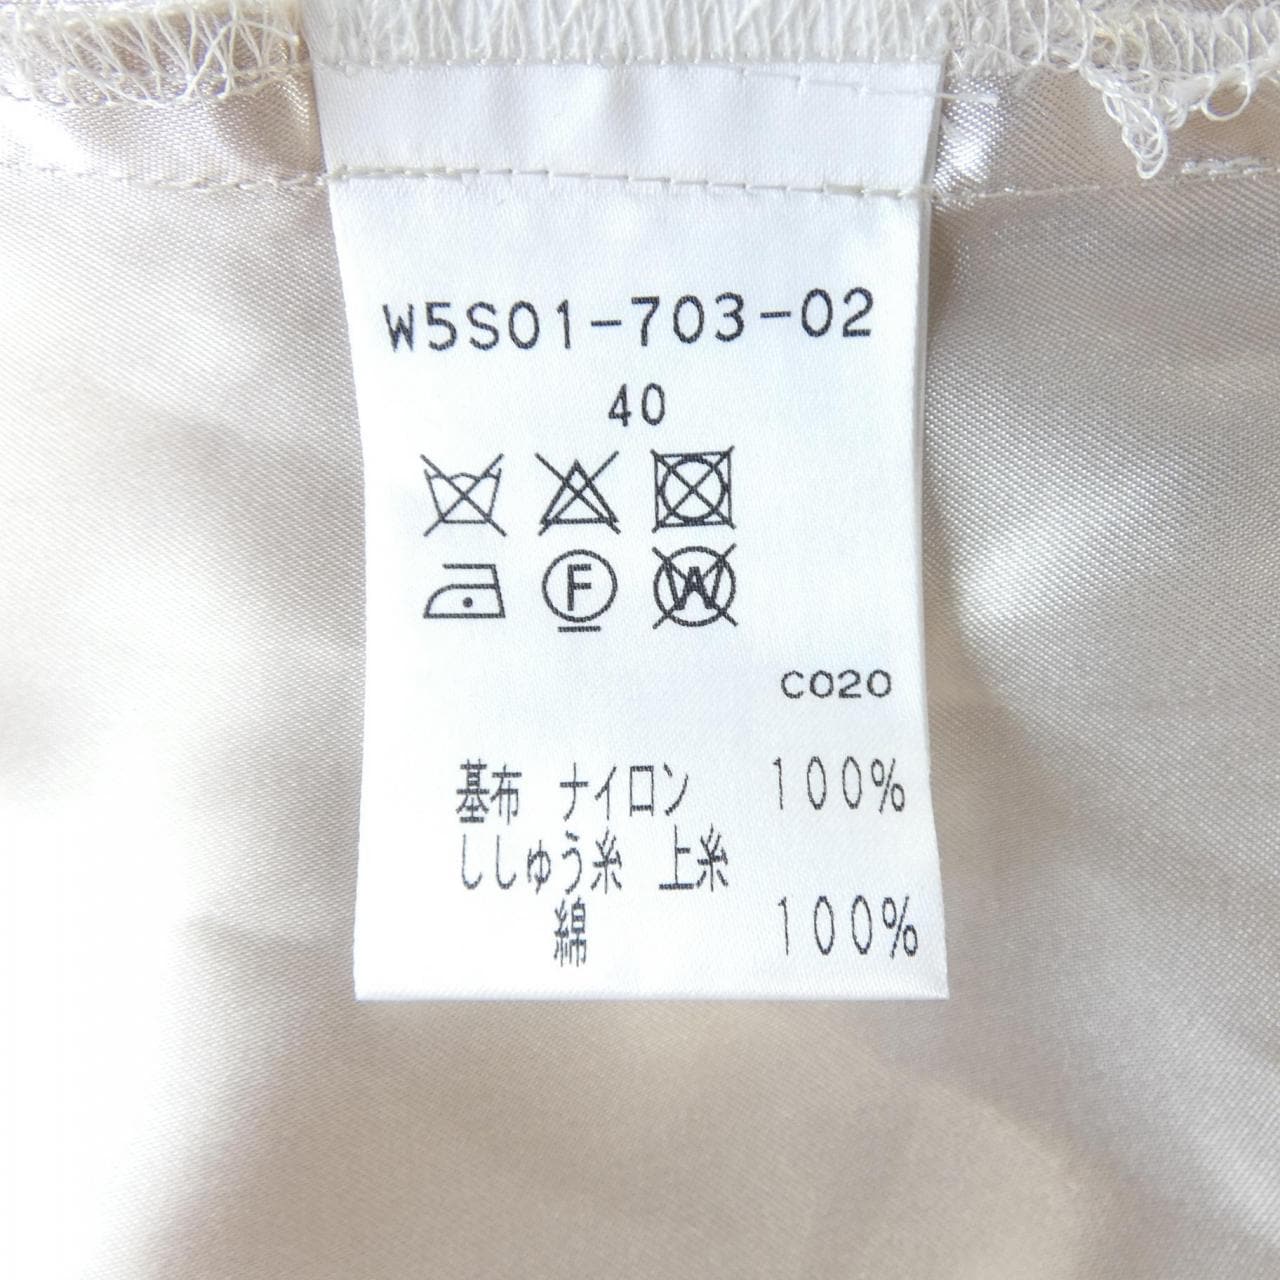 W5S01-703-02
40
F W
C020
基布 ナイロン 100%
ししゅう糸 上糸
綿 100%